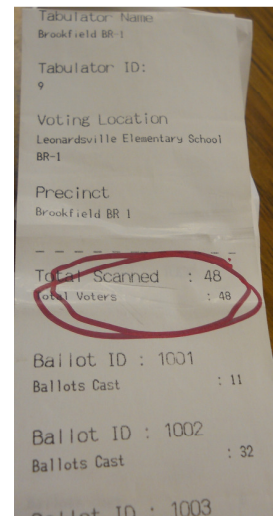 Tabulator Name
Brookfield BR-1
Tabulator ID:
9
Voting Location
Leonardsville Elementary School
BR-1
Precinct
Brookfield BR 1
Total Scanned : 48
Total Voters : 48
Ballot ID : 1001
Ballots Cast : 11
Ballot ID : 1002
Ballots Cast : 32
Ballot ID : 1003